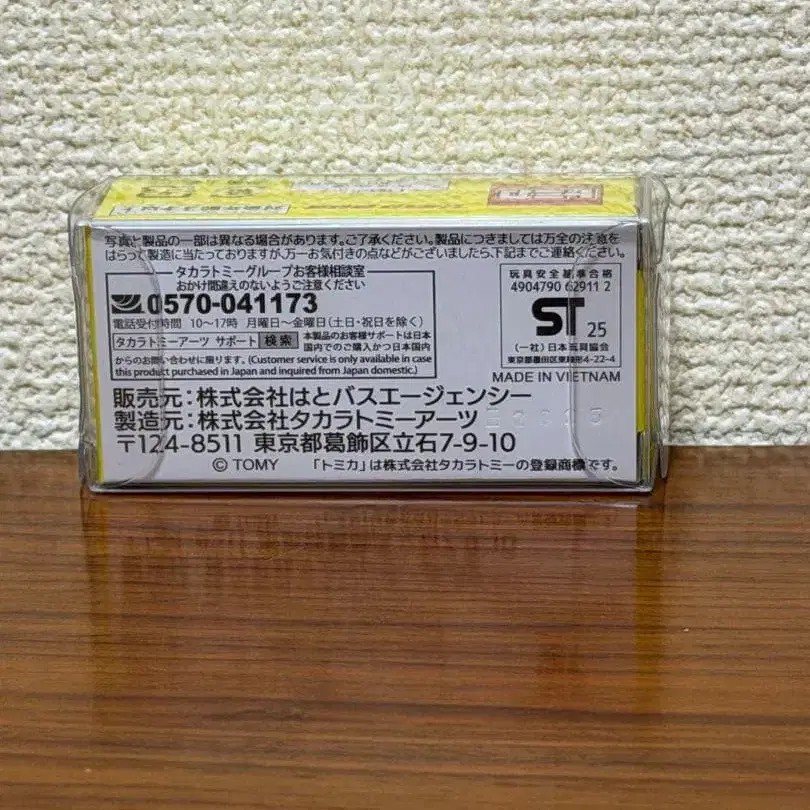 写真と製品の一部は異なる場合があります。ご了承ください。製品につきましては万全の注意を
はらって製造に当たっておりますが、万一お気付きの点などございましたら、下記までご連絡ください。
タカラトミーグループお客様相談室
おかけ間違えのないようご注意ください
0570-041173
電話受付時間 10〜17時 月曜日〜金曜日(土日・祝日を除く)
タカラトミーアーツ サポート 検索
本製品のお客様サポートは日本
国内でのご購入かつ日本国内
からのお問い合わせに限ります。(Customer service is only available in case
this product purchased in Japan and inquired from Japan domestic.)
玩具安全基準合格
4904790 62911 2
ST 25
(一社)日本玩具協会
東京都墨田区東駒形4-22-4
MADE IN VIETNAM
販売元:株式会社はとバスエージェンシー
製造元:株式会社タカラトミーアーツ
〒124-8511 東京都葛飾区立石7-9-10
© TOMY 「トミカ」は株式会社タカラトミーの登録商標です。